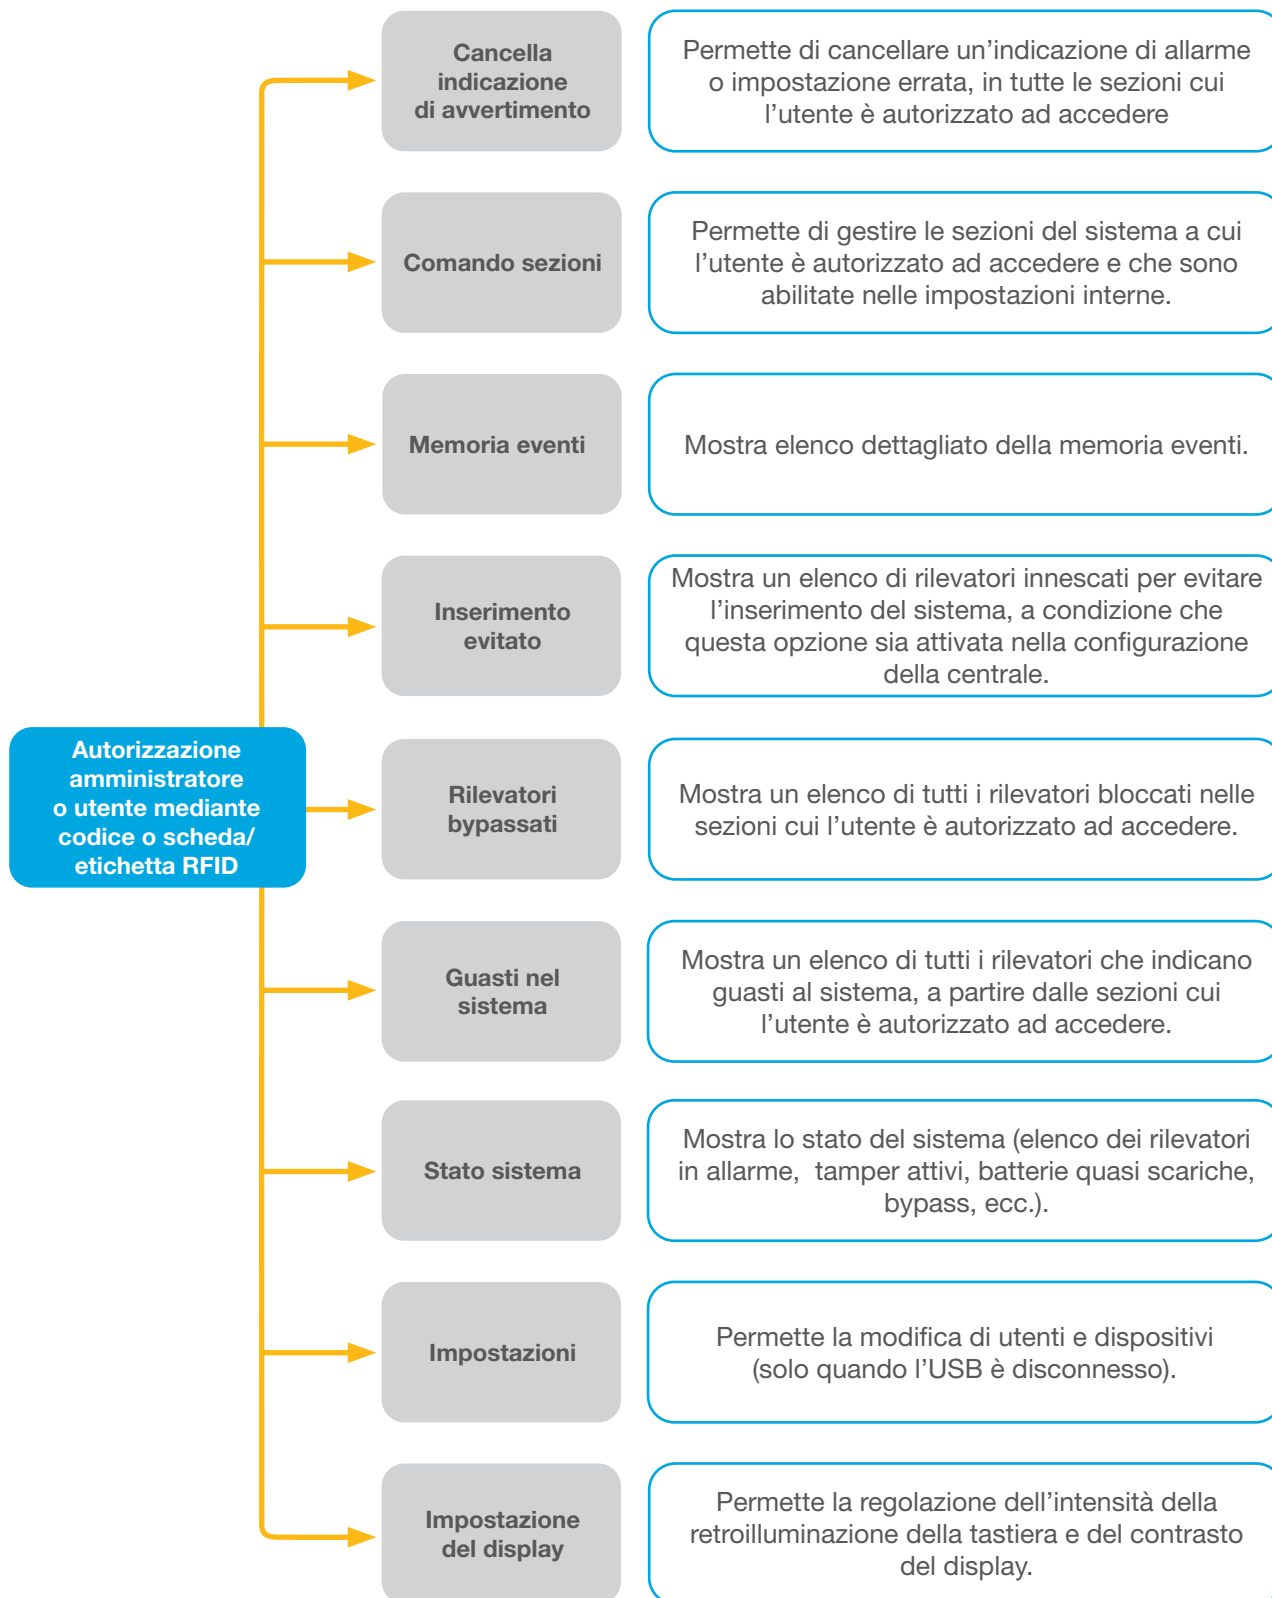 Cancella
indicazione
di avvertimento
Permette di cancellare un’indicazione di allarme
o impostazione errata, in tutte le sezioni cui
l’utente è autorizzato ad accedere
Comando sezioni
Permette di gestire le sezioni del sistema a cui
l’utente è autorizzato ad accedere e che sono
abilitate nelle impostazioni interne.
Memoria eventi
Mostra elenco dettagliato della memoria eventi.
Inserimento
evitato
Mostra un elenco di rilevatori innescati per evitare
l’inserimento del sistema, a condizione che
questa opzione sia attivata nella configurazione
della centrale.
Autorizzazione
amministratore
o utente mediante
codice o scheda/
etichetta RFID
Rilevatori
bypassati
Mostra un elenco di tutti i rilevatori bloccati nelle
sezioni cui l’utente è autorizzato ad accedere.
Guasti nel
sistema
Mostra un elenco di tutti i rilevatori che indicano
guasti al sistema, a partire dalle sezioni cui
l’utente è autorizzato ad accedere.
Stato sistema
Mostra lo stato del sistema (elenco dei rilevatori
in allarme,  tamper attivi, batterie quasi scariche,
bypass, ecc.).
Impostazioni
Permette la modifica di utenti e dispositivi
(solo quando l’USB è disconnesso).
Impostazione
del display
Permette la regolazione dell’intensità della
retroilluminazione della tastiera e del contrasto
del display.